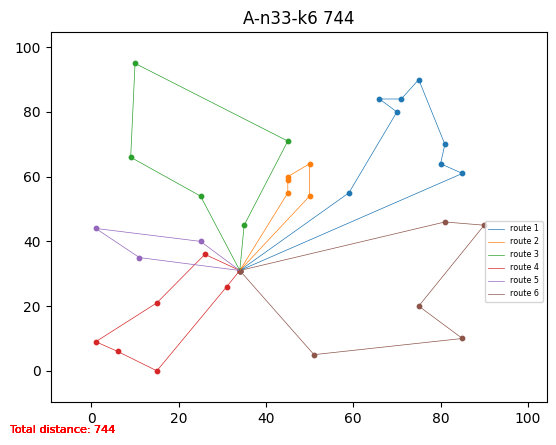 A-n33-k6 744
100
80
60
40
20
0
0 20 40 60 80 100
route 1
route 2
route 3
route 4
route 5
route 6
Total distance: 744